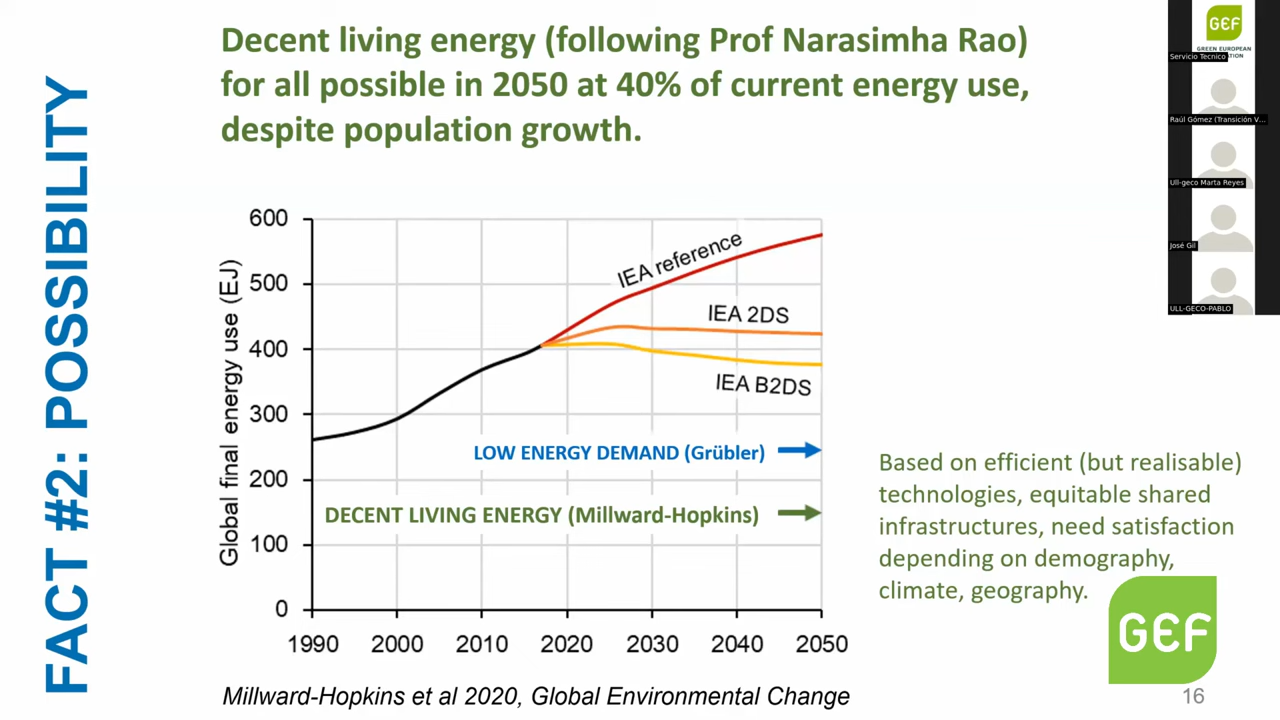 FACT #2: POSSIBILITY
Decent living energy (following Prof Narasimha Rao)
for all possible in 2050 at 40% of current energy use,
despite population growth.
Global final energy use (EJ)
600
500
400
300
200
100
0
1990 2000 2010 2020 2030 2040 2050
IEA reference
IEA 2DS
IEA B2DS
LOW ENERGY DEMAND (Grübler)
DECENT LIVING ENERGY (Millward-Hopkins)
Millward-Hopkins et al 2020, Global Environmental Change
Based on efficient (but realisable)
technologies, equitable shared
infrastructures, need satisfaction
depending on demography,
climate, geography.
GEF
16
GEF
GREEN EUROPEAN
Servicio Tecnico
Raúl Gómez (Transición V...
Ull-geco Marta Reyes
José Gil
ULL-GECO-PABLO